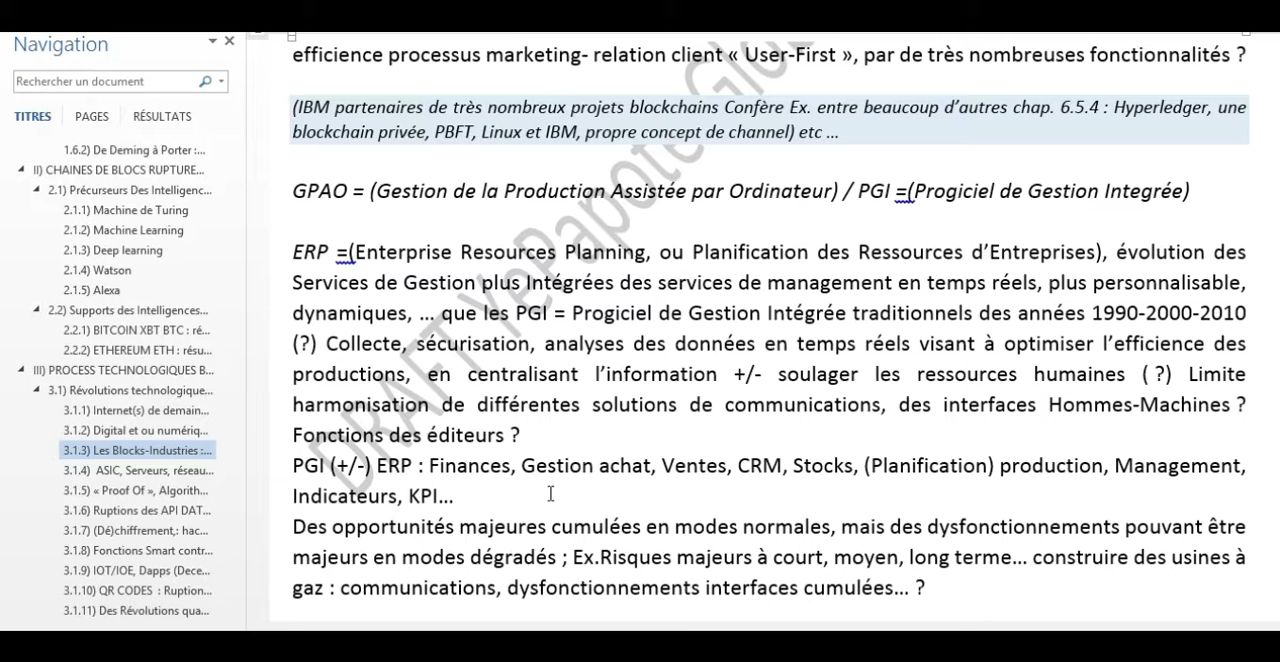 Navigation
Rechercher un document
TITRES PAGES RÉSULTATS
1.6.2) De Deming à Porter :...
II) CHAINES DE BLOCS RUPTURE...
2.1) Précurseurs Des Intelligenc...
2.1.1) Machine de Turing
2.1.2) Machine Learning
2.1.3) Deep learning
2.1.4) Watson
2.1.5) Alexa
2.2) Supports des Intelligences...
2.2.1) BITCOIN XBT BTC : ré...
2.2.2) ETHEREUM ETH : résu...
III) PROCESS TECHNOLOGIQUES B...
3.1) Révolutions technologique...
3.1.1) Internet(s) de demain...
3.1.2) Digital et ou numériq...
3.1.3) Les Blocks-Industries :...
3.1.4) ASIC, Serveurs, réseau...
3.1.5) « Proof Of », Algorith...
3.1.6) Ruptions des API DAT...
3.1.7) (Dé)chiffrement,: hac...
3.1.8) Fonctions Smart contr...
3.1.9) IOT/IOE, Dapps (Dece...
3.1.10) QR CODES : Ruption...
3.1.11) Des Révolutions qua...
efficience processus marketing- relation client « User-First », par de très nombreuses fonctionnalités ?
(IBM partenaires de très nombreux projets blockchains Confère Ex. entre beaucoup d'autres chap. 6.5.4 : Hyperledger, une
blockchain privée, PBFT, Linux et IBM, propre concept de channel) etc ...
GPAO = (Gestion de la Production Assistée par Ordinateur) / PGI =(Progiciel de Gestion Integrée)
ERP =(Enterprise Resources Planning, ou Planification des Ressources d'Entreprises), évolution des
Services de Gestion plus Intégrées des services de management en temps réels, plus personnalisable,
dynamiques, ... que les PGI = Progiciel de Gestion Intégrée traditionnels des années 1990-2000-2010
(?) Collecte, sécurisation, analyses des données en temps réels visant à optimiser l'efficience des
productions, en centralisant l'information +/- soulager les ressources humaines (?) Limite
harmonisation de différentes solutions de communications, des interfaces Hommes-Machines ?
Fonctions des éditeurs ?
PGI (+/-) ERP : Finances, Gestion achat, Ventes, CRM, Stocks, (Planification) production, Management,
Indicateurs, KPI...
Des opportunités majeures cumulées en modes normales, mais des dysfonctionnements pouvant être
majeurs en modes dégradés ; Ex.Risques majeurs à court, moyen, long terme... construire des usines à
gaz : communications, dysfonctionnements interfaces cumulées... ?
DRAFT YePapote Glo